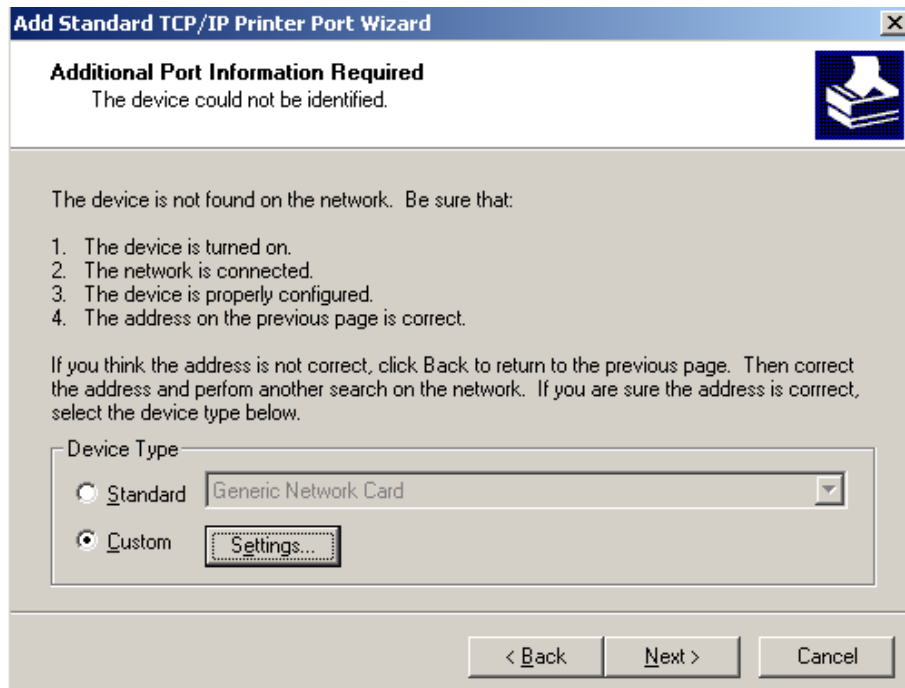 Add Standard TCP/IP Printer Port Wizard
Additional Port Information Required
The device could not be identified.
The device is not found on the network. Be sure that:
1. The device is turned on.
2. The network is connected.
3. The device is properly configured.
4. The address on the previous page is correct.
If you think the address is not correct, click Back to return to the previous page. Then correct
the address and perfom another search on the network. If you are sure the address is corrrect,
select the device type below.
Device Type
Standard Generic Network Card
Custom Settings...
< Back Next > Cancel